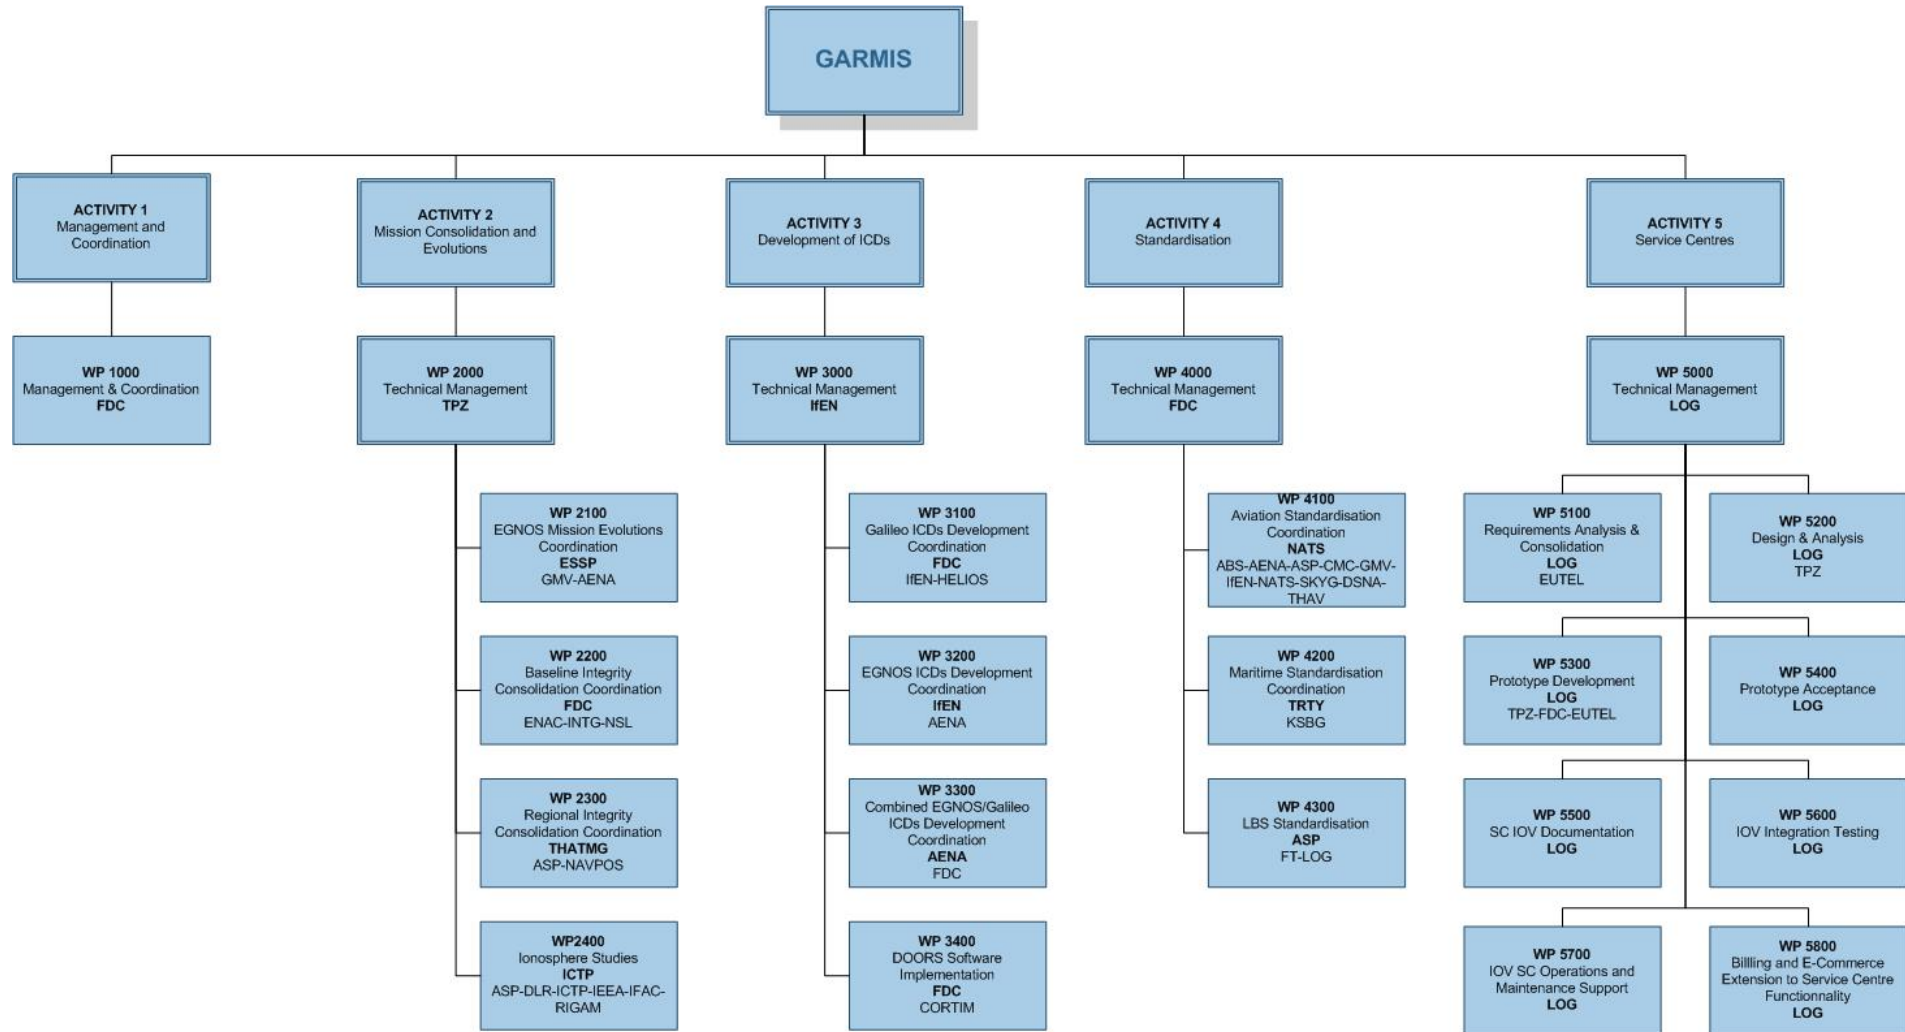 GARMIS
ACTIVITY 1
Management and
Coordination
ACTIVITY 2
Mission Consolidation and
Evolutions
ACTIVITY 3
Development of ICDs
ACTIVITY 4
Standardisation
ACTIVITY 5
Service Centres
WP 1000
Management & Coordination
FDC
WP 2000
Technical Management
TPZ
WP 3000
Technical Management
IfEN
WP 4000
Technical Management
FDC
WP 5000
Technical Management
LOG
WP 2100
EGNOS Mission Evolutions
Coordination
ESSP
GMV-AENA
WP 3100
Galileo ICDs Development
Coordination
FDC
IfEN-HELIOS
WP 4100
Aviation Standardisation
Coordination
NATS
ABS-AENA-ASP-CMC-GMV-
IfEN-NATS-SKYG-DSNA-
THAV
WP 5100
Requirements Analysis &
Consolidation
LOG
EUTEL
WP 5200
Design & Analysis
LOG
TPZ
WP 2200
Baseline Integrity
Consolidation Coordination
FDC
ENAC-INTG-NSL
WP 3200
EGNOS ICDs Development
Coordination
IfEN
AENA
WP 4200
Maritime Standardisation
Coordination
TRTY
KSBG
WP 5300
Prototype Development
LOG
TPZ-FDC-EUTEL
WP 5400
Prototype Acceptance
LOG
WP 2300
Regional Integrity
Consolidation Coordination
THATMG
ASP-NAVPOS
WP 3300
Combined EGNOS/Galileo
ICDs Development
Coordination
AENA
FDC
WP 4300
LBS Standardisation
ASP
FT-LOG
WP 5500
SC IOV Documentation
LOG
WP 5600
IOV Integration Testing
LOG
WP2400
Ionosphere Studies
ICTP
ASP-DLR-ICTP-IEEA-IFAC-
RIGAM
WP 3400
DOORS Software
Implementation
FDC
CORTIM
WP 5700
IOV SC Operations and
Maintenance Support
LOG
WP 5800
Billling and E-Commerce
Extension to Service Centre
Functionnality
LOG